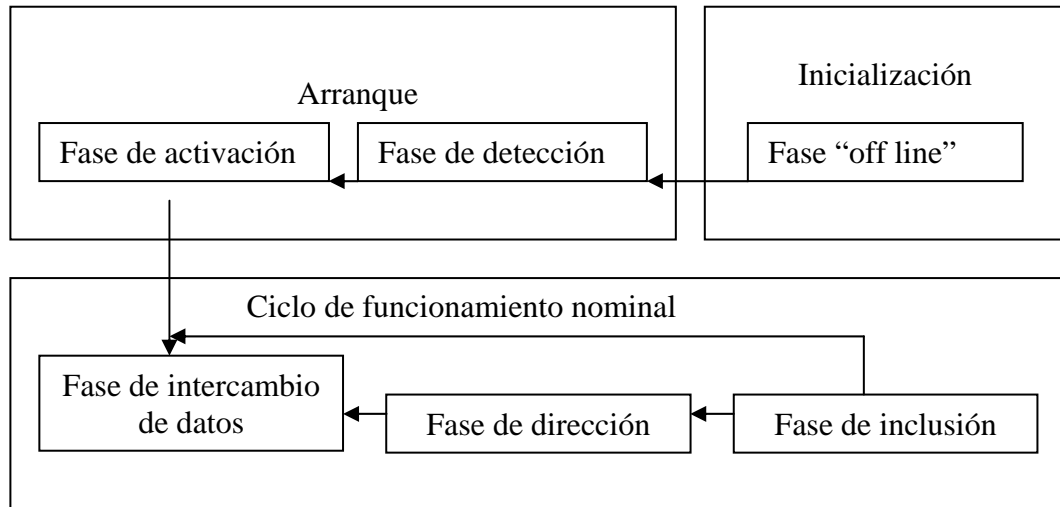 Arranque
Fase de activación
Fase de detección
Inicialización
Fase “off line”
Ciclo de funcionamiento nominal
Fase de intercambio
de datos
Fase de dirección
Fase de inclusión